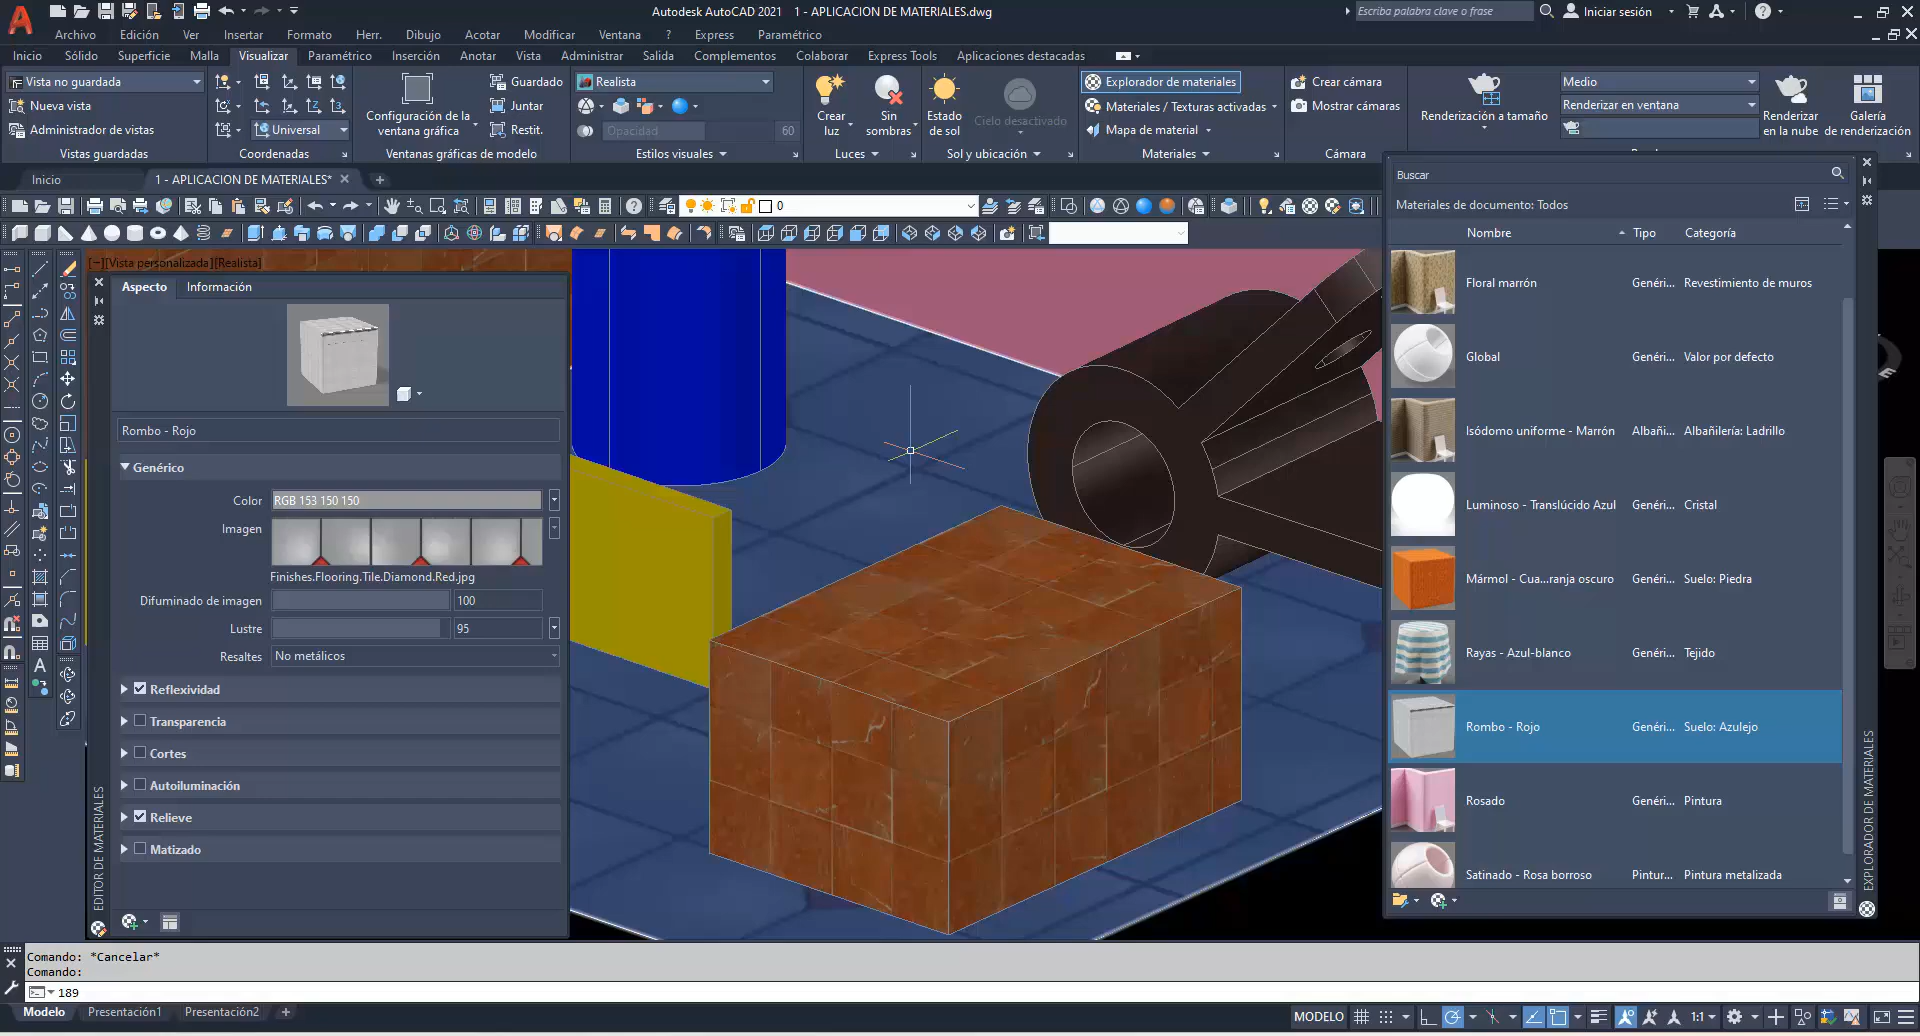 Autodesk AutoCAD 2021   1 - APLICACION DE MATERIALES.dwg
Escriba palabra clave o frase
Iniciar sesión
Archivo Edición Ver Insertar Formato Herr. Dibujo Acotar Modificar Ventana ? Express Paramétrico
Inicio Sólido Superficie Malla Visualizar Paramétrico Inserción Anotar Vista Administrar Salida Complementos Colaborar Express Tools Aplicaciones destacadas
Vista no guardada
Nueva vista
Administrador de vistas
Vistas guardadas
Universal
Coordenadas
Configuración de la
ventana gráfica
Guardado
Juntar
Restit.
Ventanas gráficas de modelo
Realista
Opacidad 60
Estilos visuales
Crear
luz
Sin
sombras
Luces
Estado
de sol
Cielo desactivado
Sol y ubicación
Explorador de materiales
Materiales / Texturas activadas
Mapa de material
Materiales
Crear cámara
Mostrar cámaras
Cámara
Renderización a tamaño
Medio
Renderizar en ventana
Renderizar
en la nube
Galería
de renderización
Inicio
1 - APLICACION DE MATERIALES*
0
[−][Vista personalizada][Realista]
Aspecto Información
Rombo - Rojo
Genérico
Color RGB 153 150 150
Imagen
Finishes.Flooring.Tile.Diamond.Red.jpg
Difuminado de imagen 100
Lustre 95
Resaltes No metálicos
Reflexividad
Transparencia
Cortes
Autoiluminación
Relieve
Matizado
EDITOR DE MATERIALES
Buscar
Materiales de documento: Todos
Nombre Tipo Categoría
Floral marrón Genéri... Revestimiento de muros
Global Genéri... Valor por defecto
Isódomo uniforme - Marrón Albañi... Albañilería: Ladrillo
Luminoso - Translúcido Azul Genéri... Cristal
Mármol - Cua...ranja oscuro Genéri... Suelo: Piedra
Rayas - Azul-blanco Genéri... Tejido
Rombo - Rojo Genéri... Suelo: Azulejo
Rosado Genéri... Pintura
Satinado - Rosa borroso Pintur... Pintura metalizada
EXPLORADOR DE MATERIALES
Comando: *Cancelar*
Comando:
189
Modelo Presentación1 Presentación2 +
MODELO
1:1